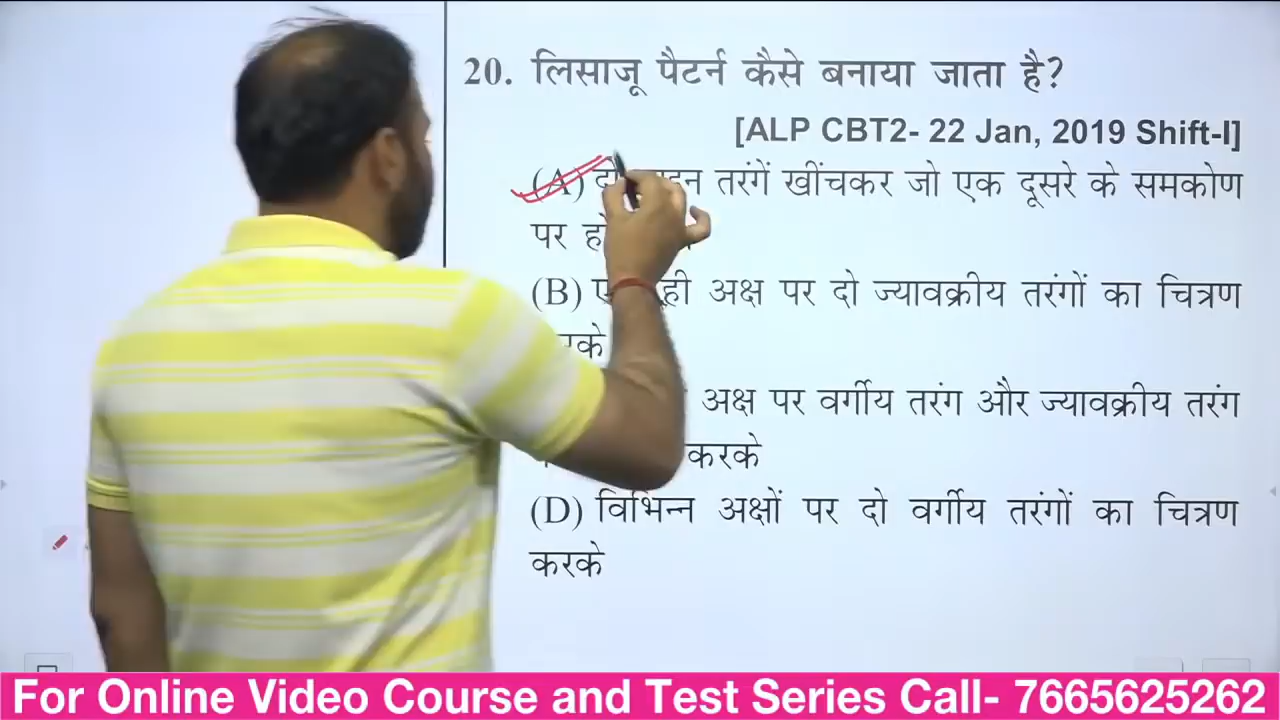 20. लिसाजू पैटर्न कैसे बनाया जाता है?
[ALP CBT2- 22 Jan, 2019 Shift-I]
(A) तरंगें खींचकर जो एक दूसरे के समकोण
पर
(B) ही अक्ष पर दो ज्यावक्रीय तरंगों का चित्रण
अक्ष पर वर्गीय तरंग और ज्यावक्रीय तरंग
करके
(D) विभिन्न अक्षों पर दो वर्गीय तरंगों का चित्रण
करके
For Online Video Course and Test Series Call- 7665625262